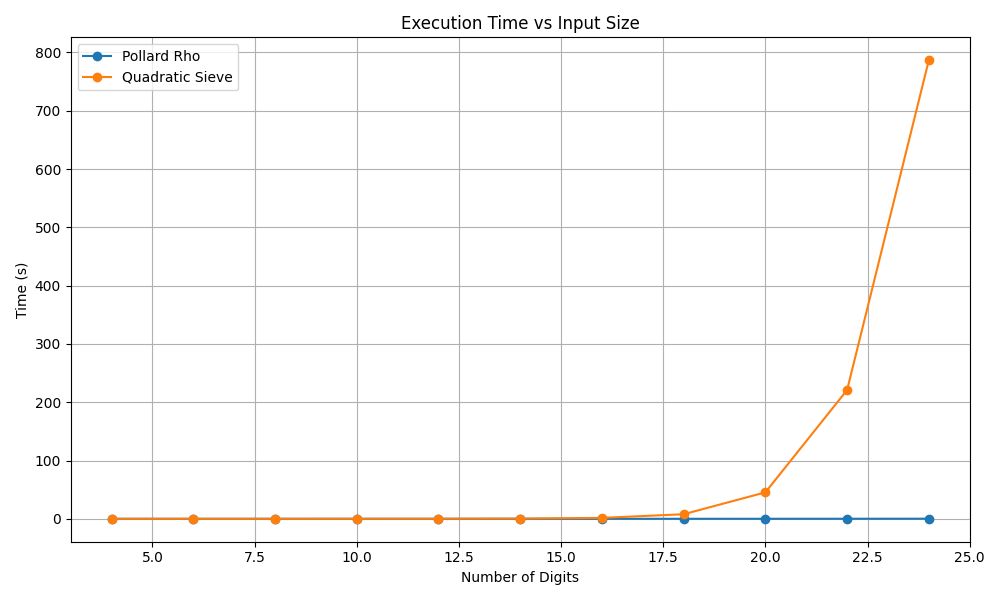 Execution Time vs Input Size
Pollard Rho
Quadratic Sieve
Time (s)
800
700
600
500
400
300
200
100
0
5.0 7.5 10.0 12.5 15.0 17.5 20.0 22.5 25.0
Number of Digits